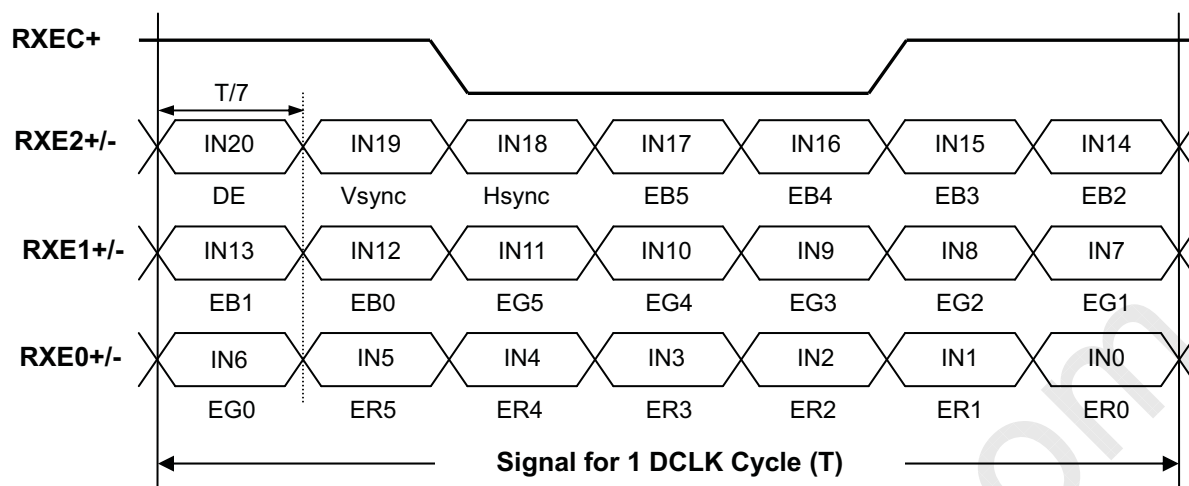 RXEC+
T/7
RXE2+/- IN20 IN19 IN18 IN17 IN16 IN15 IN14
DE Vsync Hsync EB5 EB4 EB3 EB2
RXE1+/- IN13 IN12 IN11 IN10 IN9 IN8 IN7
EB1 EB0 EG5 EG4 EG3 EG2 EG1
RXE0+/- IN6 IN5 IN4 IN3 IN2 IN1 IN0
EG0 ER5 ER4 ER3 ER2 ER1 ER0
Signal for 1 DCLK Cycle (T)
om